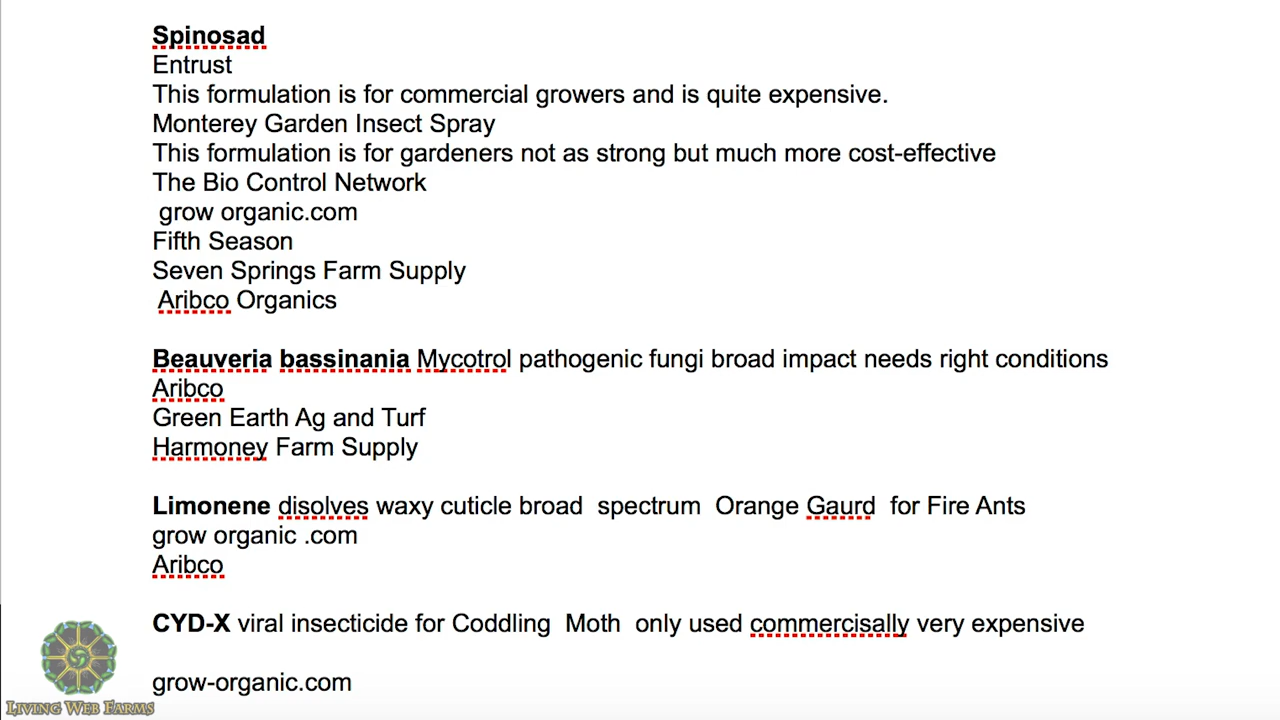 Spinosad
Entrust
This formulation is for commercial growers and is quite expensive.
Monterey Garden Insect Spray
This formulation is for gardeners not as strong but much more cost-effective
The Bio Control Network
grow organic.com
Fifth Season
Seven Springs Farm Supply
Aribco Organics
Beauveria bassinania Mycotrol pathogenic fungi broad impact needs right conditions
Aribco
Green Earth Ag and Turf
Harmoney Farm Supply
Limonene disolves waxy cuticle broad spectrum Orange Gaurd for Fire Ants
grow organic .com
Aribco
CYD-X viral insecticide for Coddling Moth only used commercisally very expensive
grow-organic.com
Living Web Farms